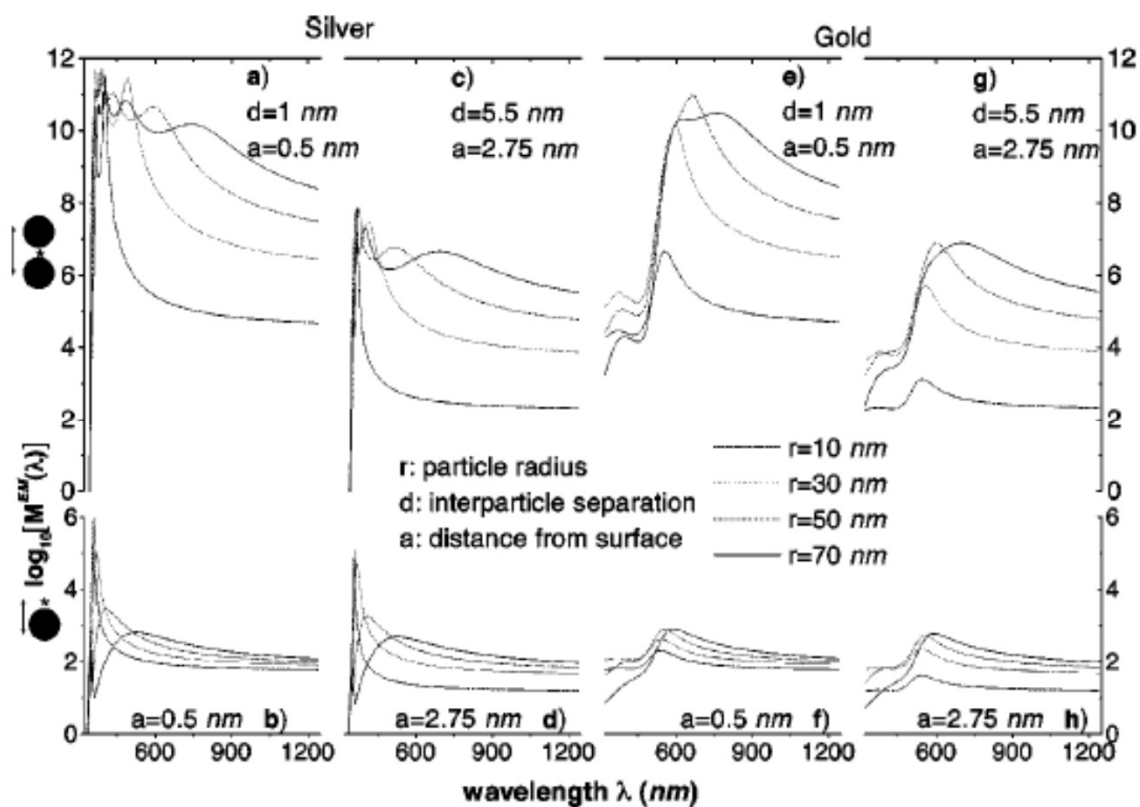 Silver
Gold
a)
d=1 nm
a=0.5 nm
c)
d=5.5 nm
a=2.75 nm
e)
d=1 nm
a=0.5 nm
g)
d=5.5 nm
a=2.75 nm
12
10
8
6
4
2
0
0
12
10
8
6
4
2
0
r: particle radius
d: interparticle separation
a: distance from surface
r=10 nm
r=30 nm
r=50 nm
r=70 nm
log₁₀[Mᴱᴹ(λ)]
6
4
2
0
6
4
2
0
a=0.5 nm b)
a=2.75 nm d)
a=0.5 nm f)
a=2.75 nm h)
600 900 1200 600 900 1200 600 900 1200 600 900 1200
wavelength λ (nm)